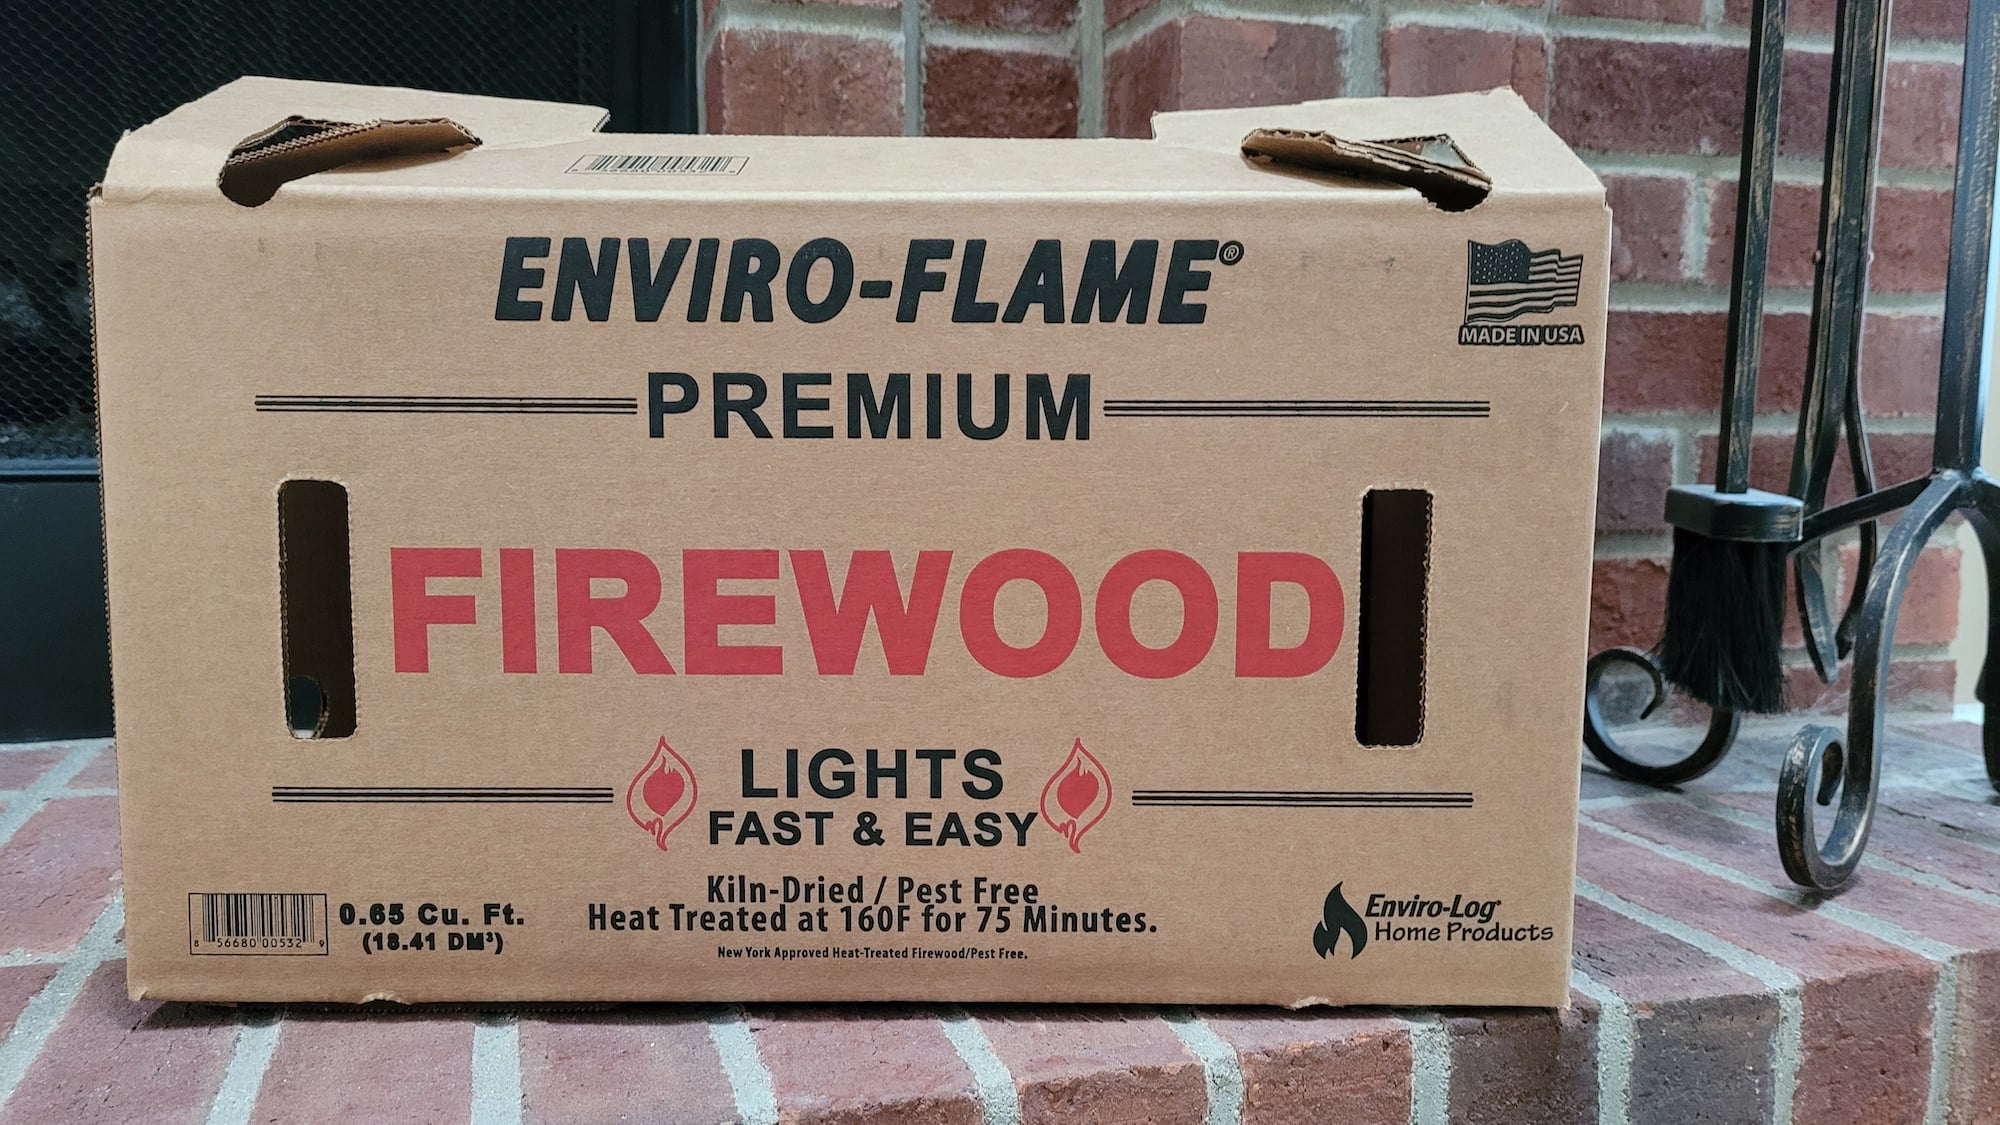 ENVIRO-FLAME®
MADE IN USA
PREMIUM
FIREWOOD
LIGHTS
FAST & EASY
Kiln-Dried / Pest Free
Heat Treated at 160F for 75 Minutes.
New York Approved Heat-Treated Firewood/Pest Free.
8 56680 00532 9
0.65 Cu. Ft.
(18.41 DM³)
Enviro-Log®
Home Products